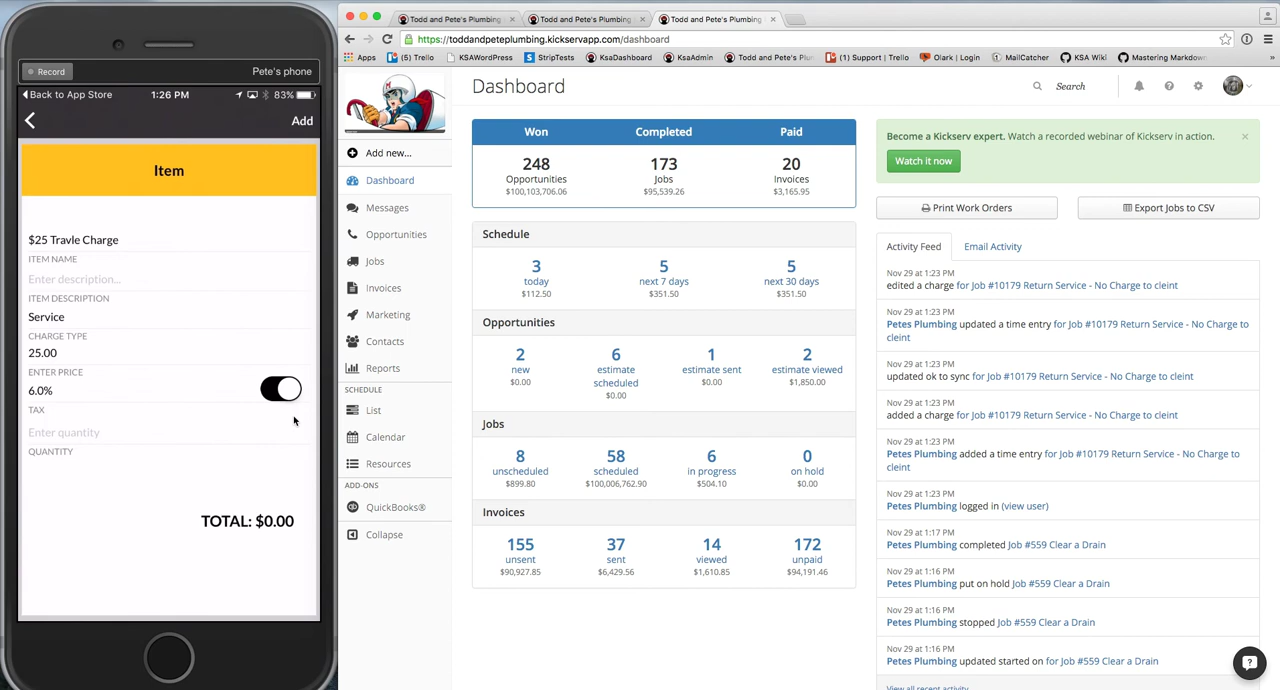 Record
Pete's phone
Back to App Store
1:26 PM
83%
Add
Item
$25 Travle Charge
ITEM NAME
Enter description...
ITEM DESCRIPTION
Service
CHARGE TYPE
25.00
ENTER PRICE
6.0%
TAX
Enter quantity
QUANTITY
TOTAL: $0.00
Todd and Pete's Plumbing
Todd and Pete's Plumbing
Todd and Pete's Plumbing
https://toddandpeteplumbing.kickservapp.com/dashboard
Apps
(5) Trello
KSAWordPress
StripTests
KsaDashboard
KsaAdmin
Todd and Pete's Plun
(1) Support | Trello
Olark | Login
MailCatcher
KSA Wiki
Mastering Markdow
»
M
Add new...
Dashboard
Messages
Opportunities
Jobs
Invoices
Marketing
Contacts
Reports
SCHEDULE
List
Calendar
Resources
ADD-ONS
QuickBooks®
Collapse
Dashboard
Search
Won
Completed
Paid
248
173
20
Opportunities
Jobs
Invoices
$100,103,706.06
$95,539.26
$3,165.95
Schedule
3
5
5
today
next 7 days
next 30 days
$112.50
$351.50
$351.50
Opportunities
2
6
1
2
new
estimate scheduled
estimate sent
estimate viewed
$0.00
$0.00
$0.00
$1,850.00
Jobs
8
58
6
0
unscheduled
scheduled
in progress
on hold
$899.80
$100,006,762.90
$504.10
$0.00
Invoices
155
37
14
172
unsent
sent
viewed
unpaid
$90,927.85
$6,429.56
$1,610.85
$94,191.46
Become a Kickserv expert. Watch a recorded webinar of Kickserv in action.
Watch it now
Print Work Orders
Export Jobs to CSV
Activity Feed
Email Activity
Nov 29 at 1:23 PM
edited a charge for Job #10179 Return Service - No Charge to cleint
Nov 29 at 1:23 PM
Petes Plumbing updated a time entry for Job #10179 Return Service - No Charge to
cleint
Nov 29 at 1:23 PM
updated ok to sync for Job #10179 Return Service - No Charge to cleint
Nov 29 at 1:23 PM
added a charge for Job #10179 Return Service - No Charge to cleint
Nov 29 at 1:23 PM
Petes Plumbing added a time entry for Job #10179 Return Service - No Charge to
cleint
Nov 29 at 1:23 PM
Petes Plumbing logged in (view user)
Nov 29 at 1:17 PM
Petes Plumbing completed Job #559 Clear a Drain
Nov 29 at 1:16 PM
Petes Plumbing put on hold Job #559 Clear a Drain
Nov 29 at 1:16 PM
Petes Plumbing stopped Job #559 Clear a Drain
Nov 29 at 1:16 PM
Petes Plumbing updated started on for Job #559 Clear a Drain
View all recent activity